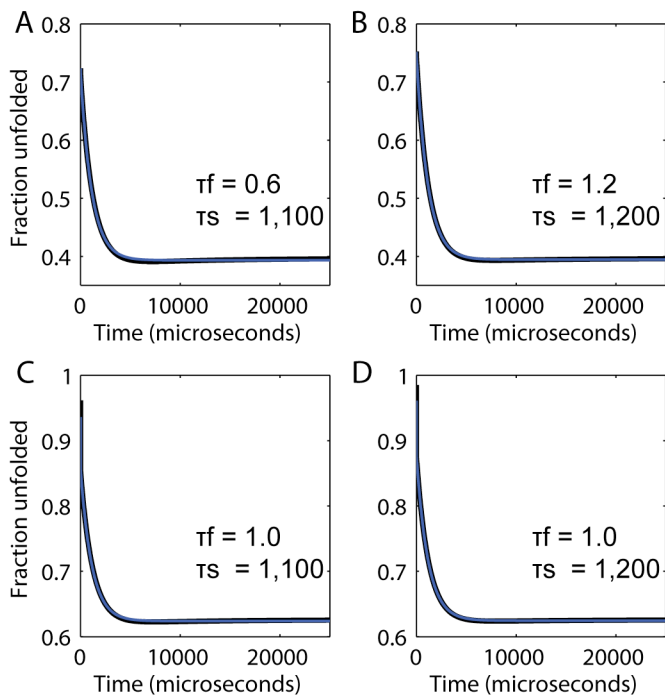 A
B
0.8
0.7
0.6
0.5
0.4
Fraction unfolded
τf = 0.6
τs = 1,100
0 10000 20000
Time (microseconds)
0.8
0.7
0.6
0.5
0.4
τf = 1.2
τs = 1,200
0 10000 20000
Time (microseconds)
C
D
1
0.9
0.8
0.7
0.6
Fraction unfolded
τf = 1.0
τs = 1,100
0 10000 20000
Time (microseconds)
1
0.9
0.8
0.7
0.6
τf = 1.0
τs = 1,200
0 10000 20000
Time (microseconds)